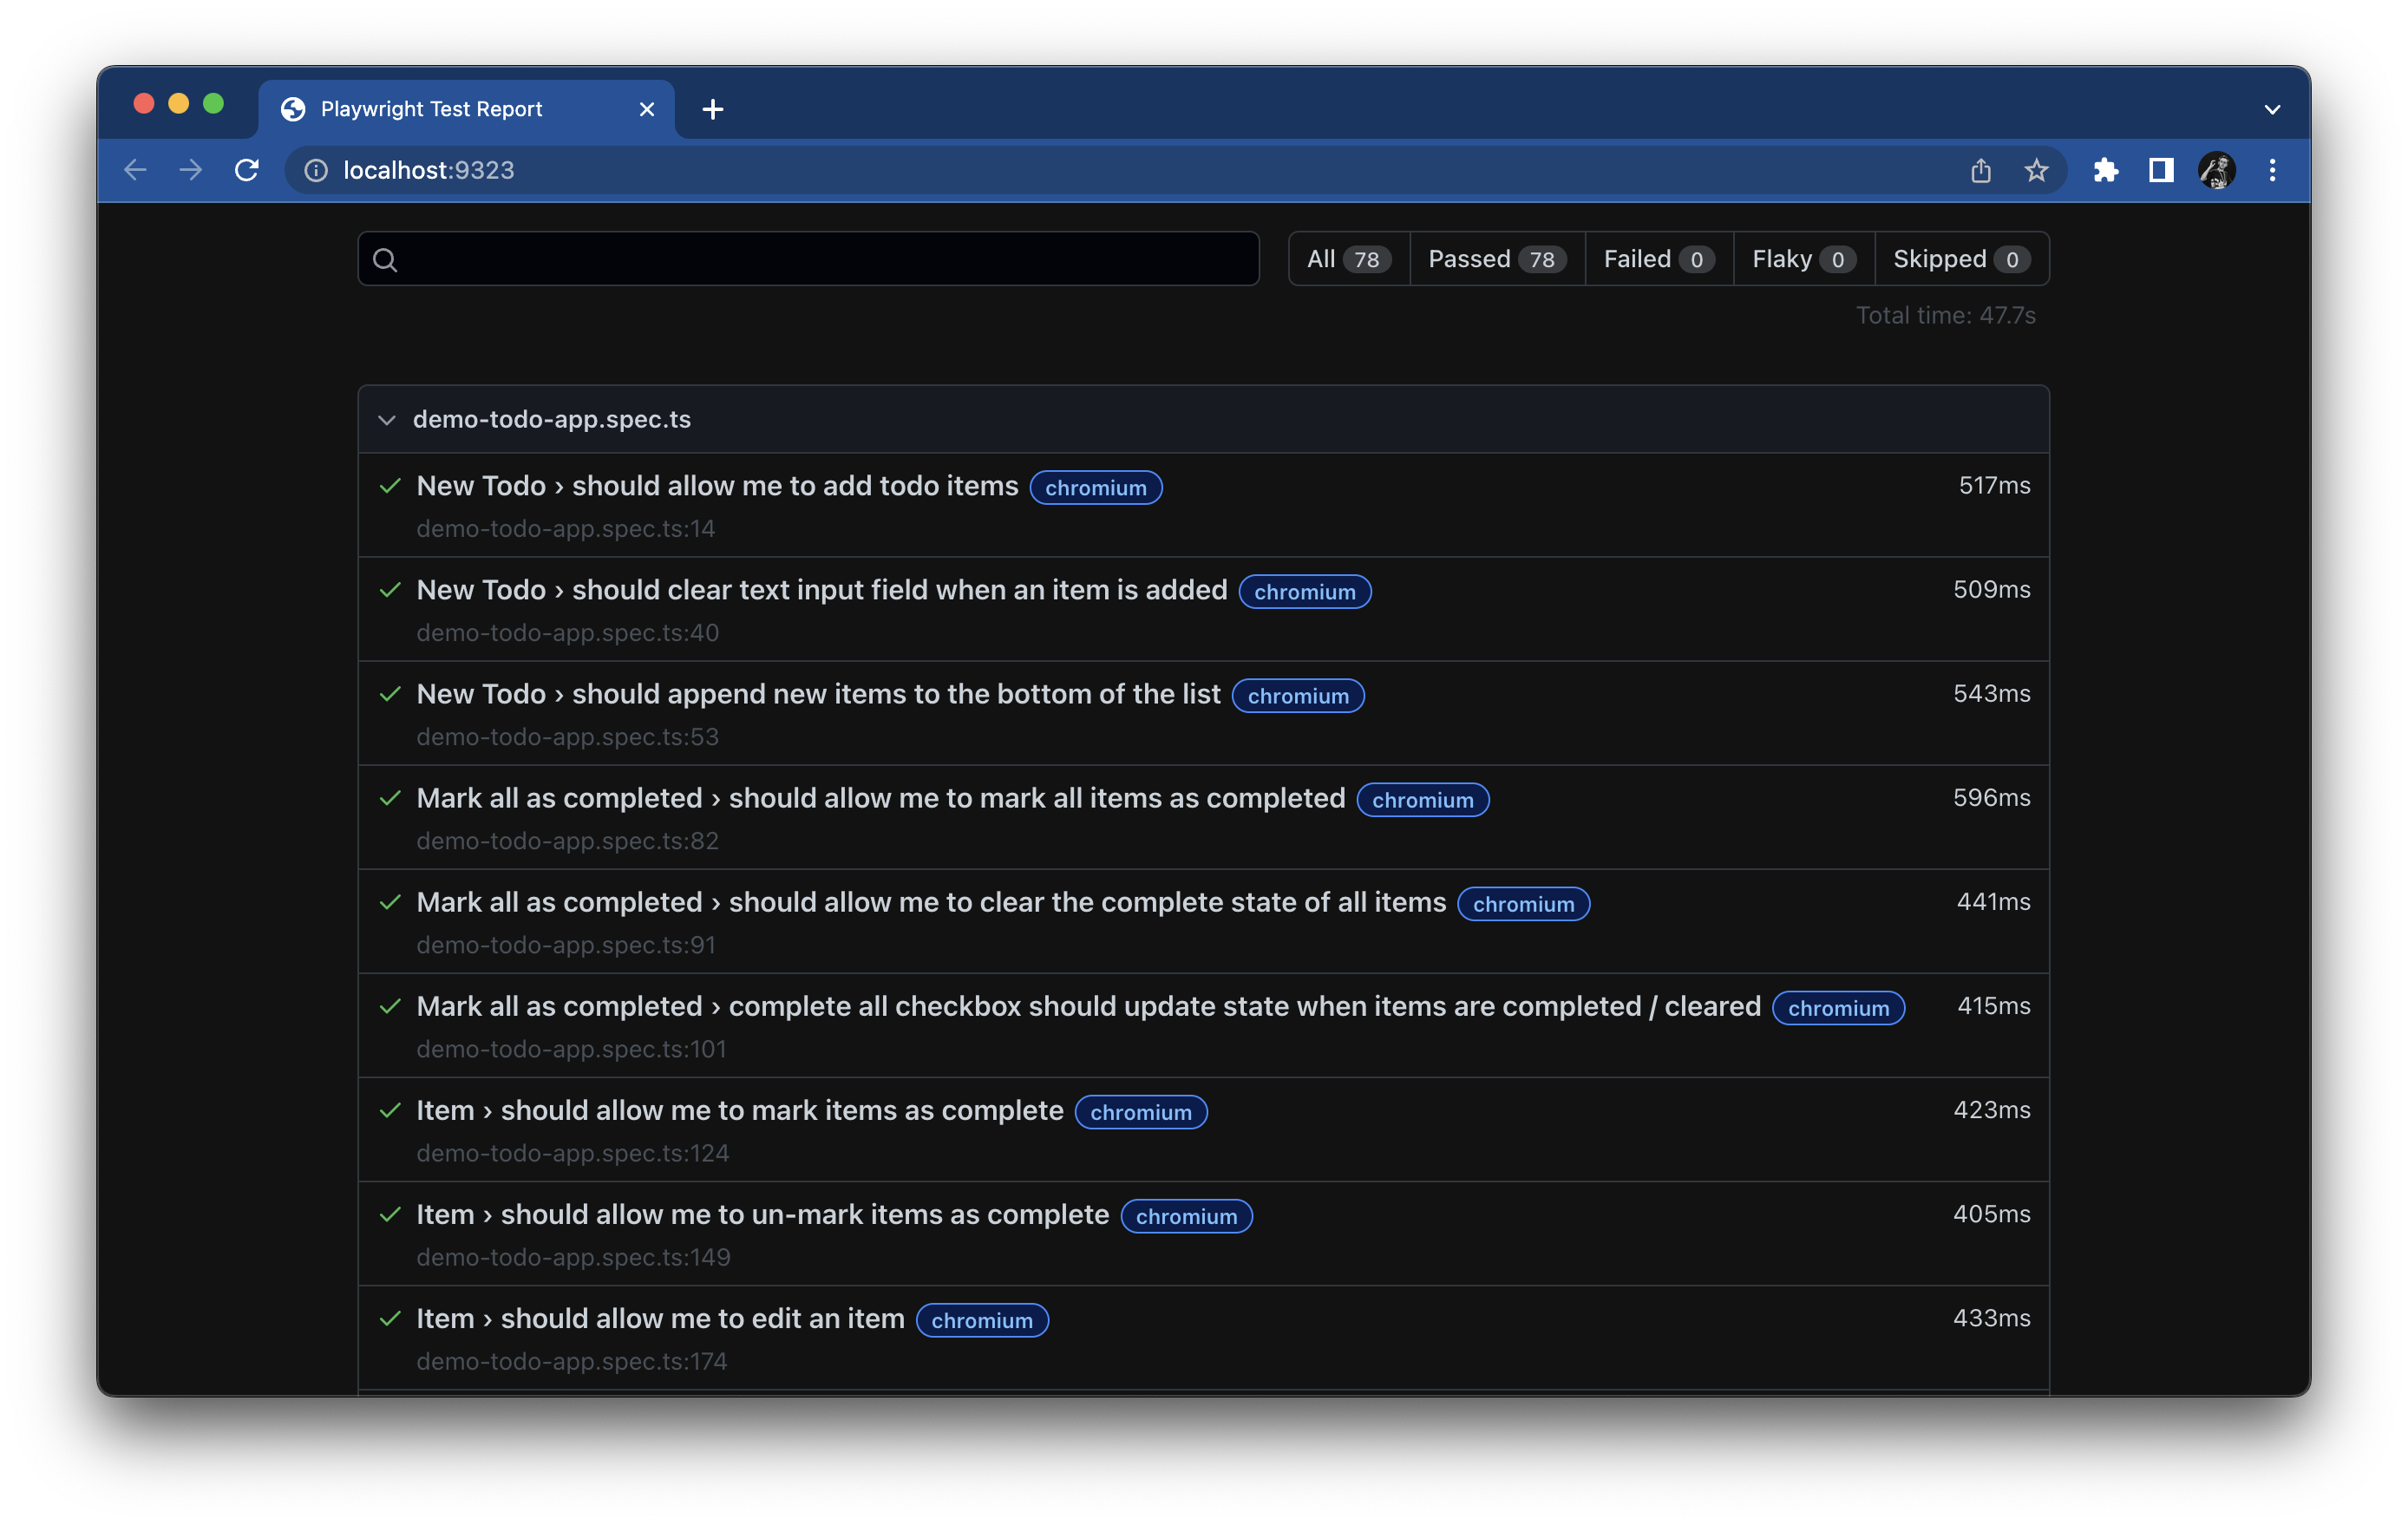 Playwright Test Report
localhost:9323
All 78 Passed 78 Failed 0 Flaky 0 Skipped 0
Total time: 47.7s
demo-todo-app.spec.ts
New Todo › should allow me to add todo items chromium 517ms
demo-todo-app.spec.ts:14
New Todo › should clear text input field when an item is added chromium 509ms
demo-todo-app.spec.ts:40
New Todo › should append new items to the bottom of the list chromium 543ms
demo-todo-app.spec.ts:53
Mark all as completed › should allow me to mark all items as completed chromium 596ms
demo-todo-app.spec.ts:82
Mark all as completed › should allow me to clear the complete state of all items chromium 441ms
demo-todo-app.spec.ts:91
Mark all as completed › complete all checkbox should update state when items are completed / cleared chromium 415ms
demo-todo-app.spec.ts:101
Item › should allow me to mark items as complete chromium 423ms
demo-todo-app.spec.ts:124
Item › should allow me to un-mark items as complete chromium 405ms
demo-todo-app.spec.ts:149
Item › should allow me to edit an item chromium 433ms
demo-todo-app.spec.ts:174